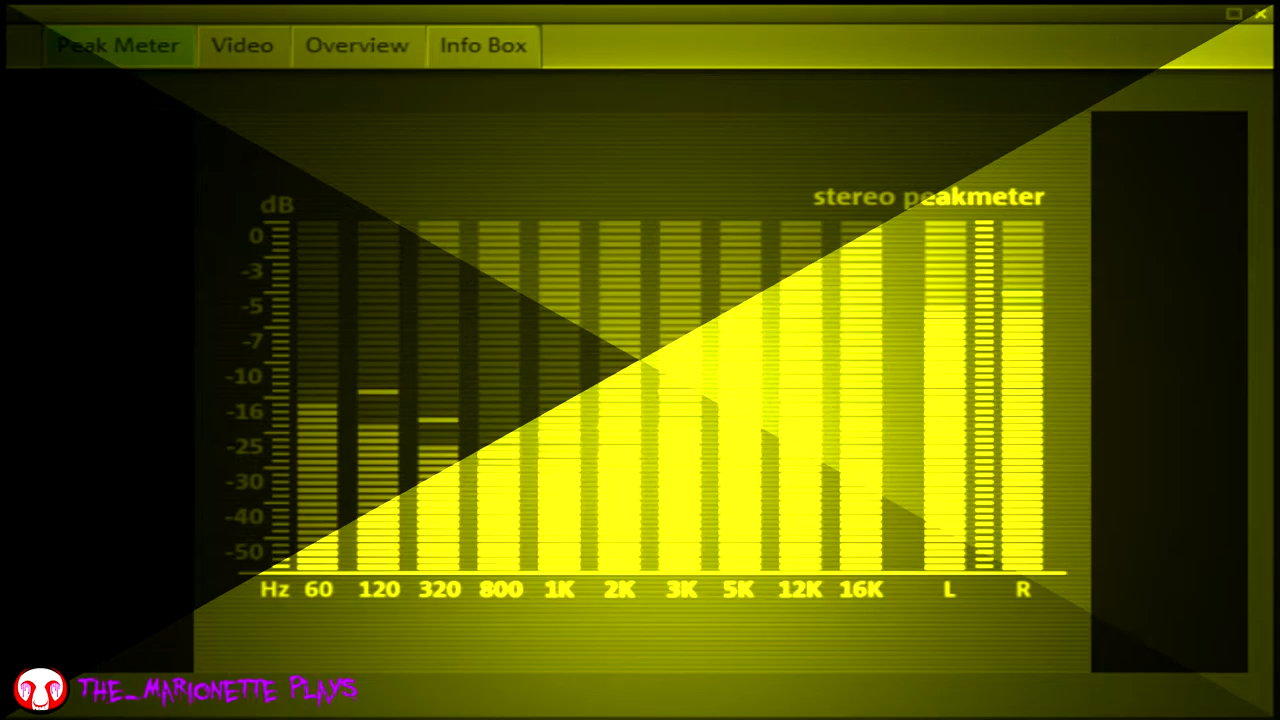 Peak Meter Video Overview Info Box
stereo peakmeter
dB
0
-3
-5
-7
-10
-16
-25
-30
-40
-50
Hz 60 120 320 800 1K 2K 3K 5K 12K 16K L R
THE_MARIONETTE PLAYS